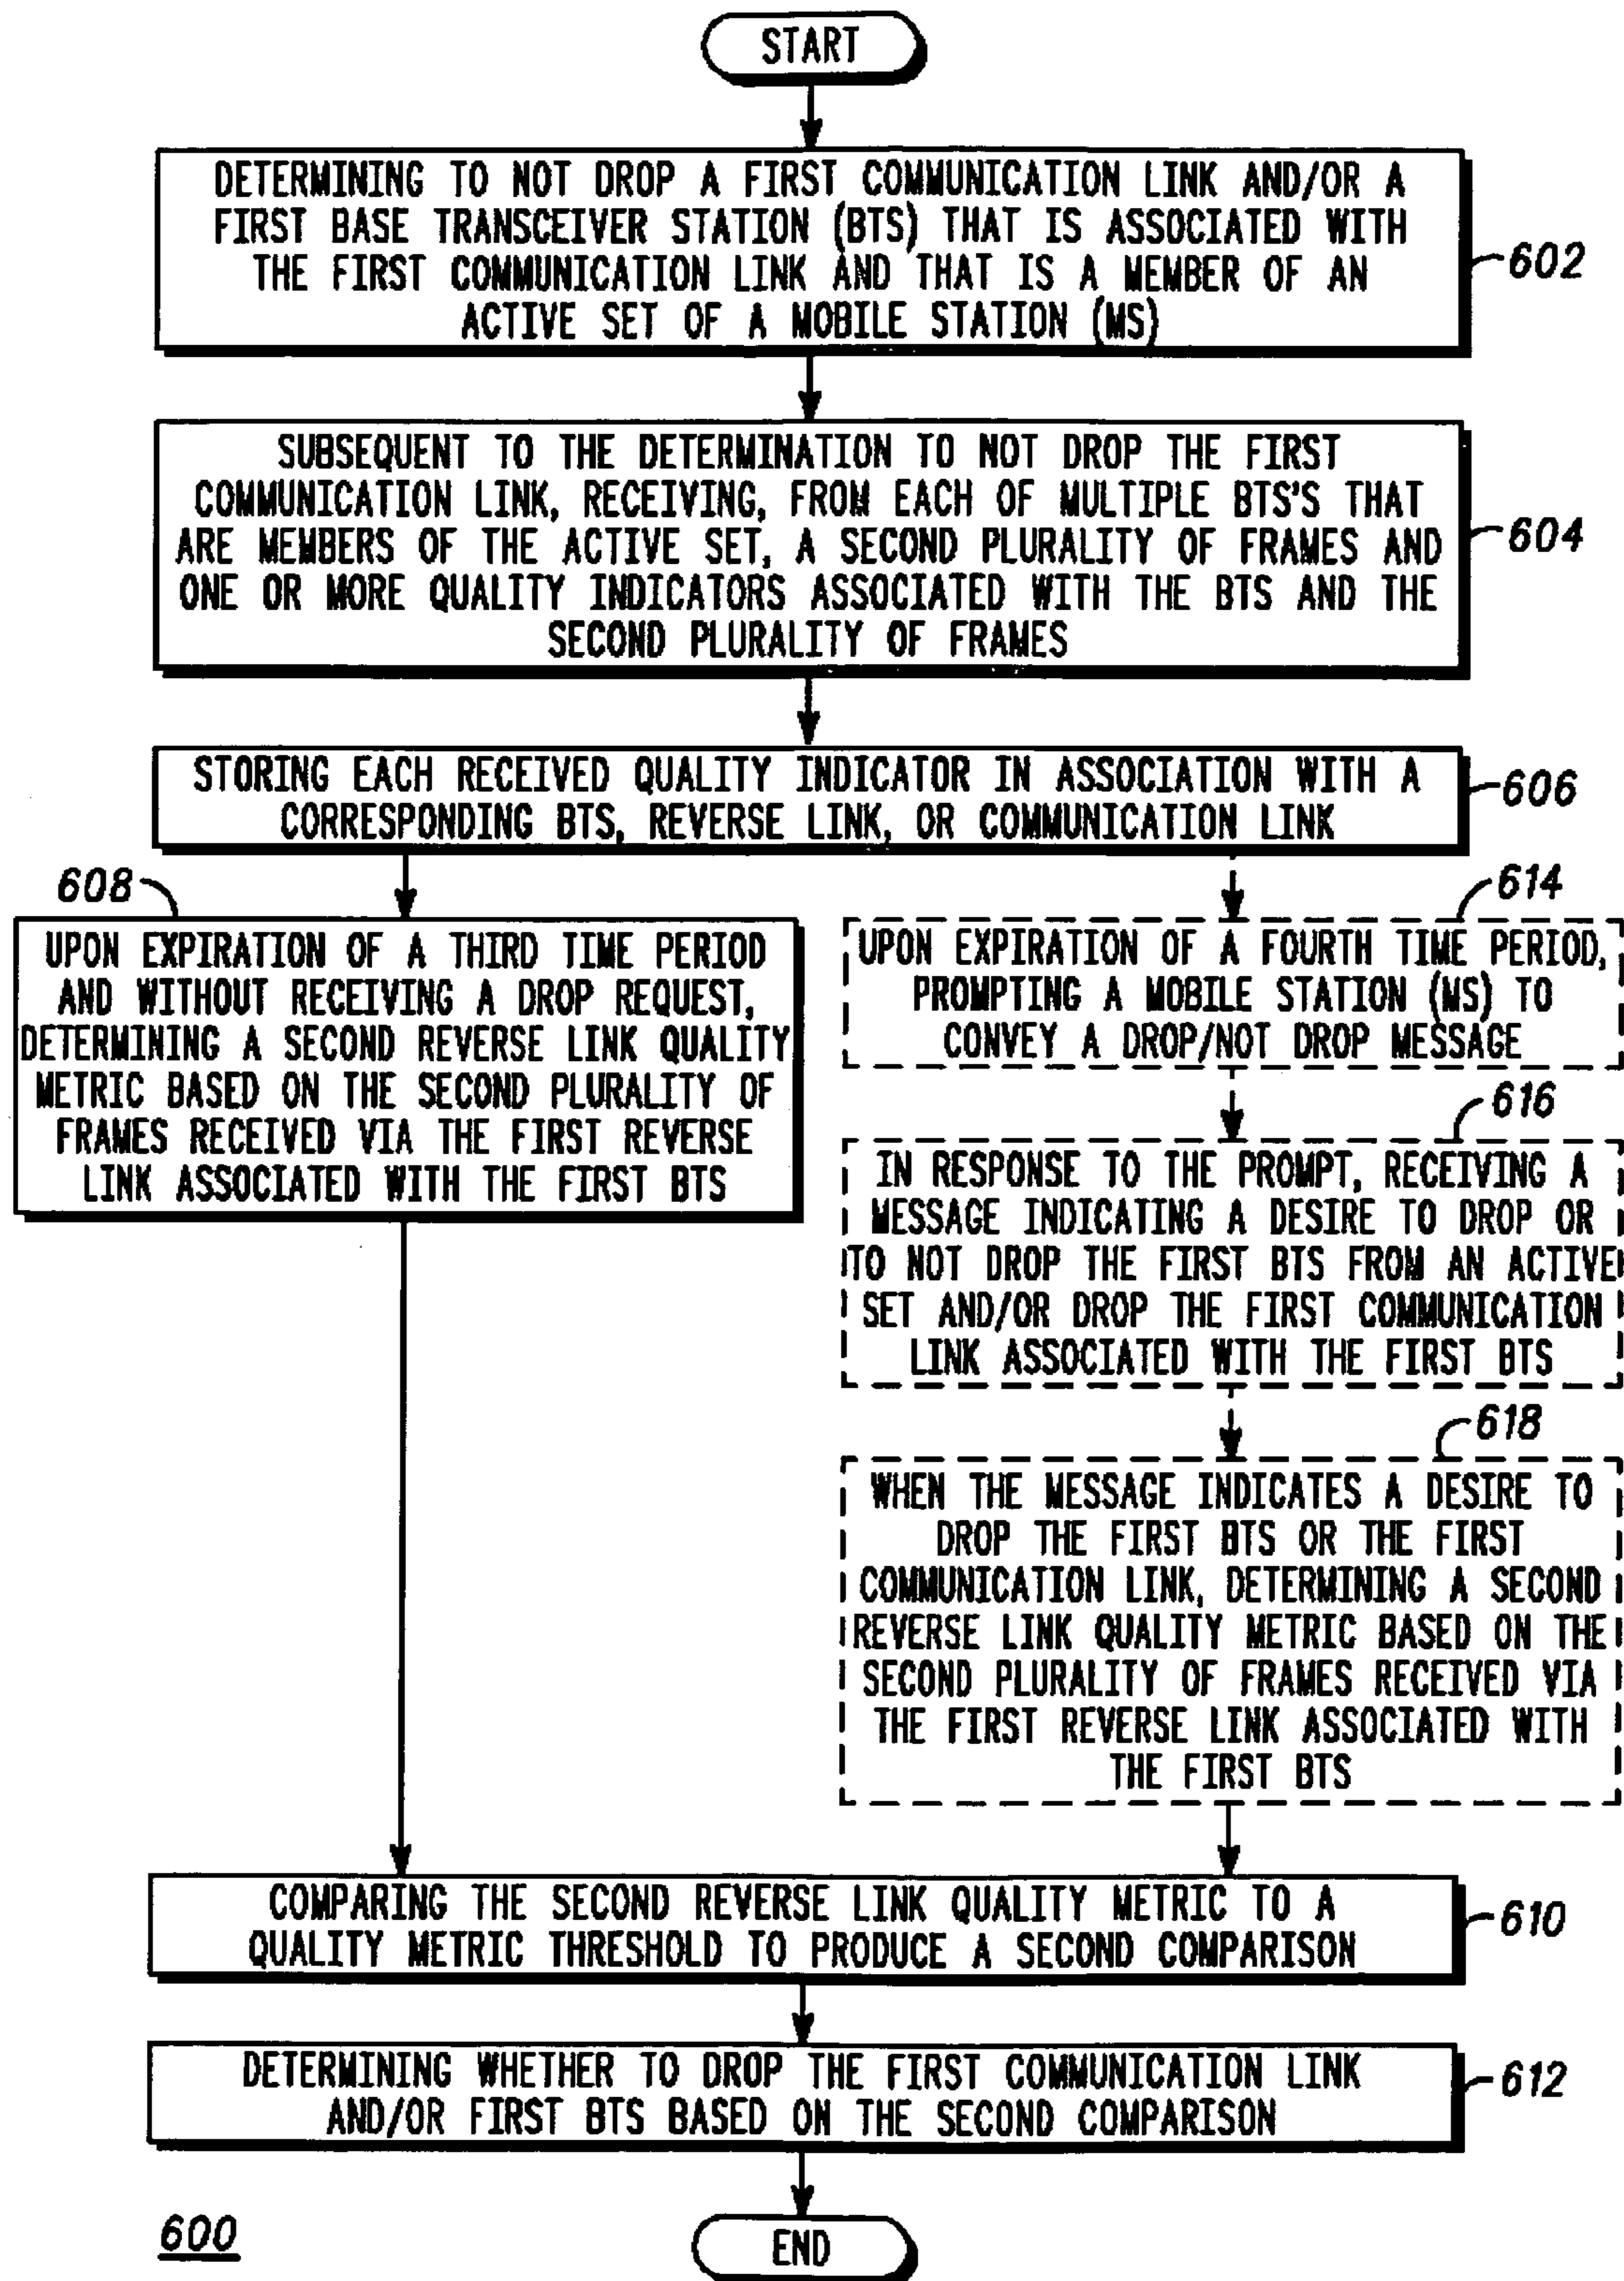 START
DETERMINING TO NOT DROP A FIRST COMMUNICATION LINK AND/OR A
FIRST BASE TRANSCEIVER STATION (BTS) THAT IS ASSOCIATED WITH
THE FIRST COMMUNICATION LINK AND THAT IS A MEMBER OF AN
ACTIVE SET OF A MOBILE STATION (MS)
602
SUBSEQUENT TO THE DETERMINATION TO NOT DROP THE FIRST
COMMUNICATION LINK, RECEIVING, FROM EACH OF MULTIPLE BTS'S THAT
ARE MEMBERS OF THE ACTIVE SET, A SECOND PLURALITY OF FRAMES AND
ONE OR MORE QUALITY INDICATORS ASSOCIATED WITH THE BTS AND THE
SECOND PLURALITY OF FRAMES
604
STORING EACH RECEIVED QUALITY INDICATOR IN ASSOCIATION WITH A
CORRESPONDING BTS, REVERSE LINK, OR COMMUNICATION LINK
606
608
UPON EXPIRATION OF A THIRD TIME PERIOD
AND WITHOUT RECEIVING A DROP REQUEST,
DETERMINING A SECOND REVERSE LINK QUALITY
METRIC BASED ON THE SECOND PLURALITY OF
FRAMES RECEIVED VIA THE FIRST REVERSE
LINK ASSOCIATED WITH THE FIRST BTS
614
UPON EXPIRATION OF A FOURTH TIME PERIOD,
PROMPTING A MOBILE STATION (MS) TO
CONVEY A DROP/NOT DROP MESSAGE
616
IN RESPONSE TO THE PROMPT, RECEIVING A
MESSAGE INDICATING A DESIRE TO DROP OR
TO NOT DROP THE FIRST BTS FROM AN ACTIVE
SET AND/OR DROP THE FIRST COMMUNICATION
LINK ASSOCIATED WITH THE FIRST BTS
618
WHEN THE MESSAGE INDICATES A DESIRE TO
DROP THE FIRST BTS OR THE FIRST
COMMUNICATION LINK, DETERMINING A SECOND
REVERSE LINK QUALITY METRIC BASED ON THE
SECOND PLURALITY OF FRAMES RECEIVED VIA
THE FIRST REVERSE LINK ASSOCIATED WITH
THE FIRST BTS
COMPARING THE SECOND REVERSE LINK QUALITY METRIC TO A
QUALITY METRIC THRESHOLD TO PRODUCE A SECOND COMPARISON
610
DETERMINING WHETHER TO DROP THE FIRST COMMUNICATION LINK
AND/OR FIRST BTS BASED ON THE SECOND COMPARISON
612
600
END